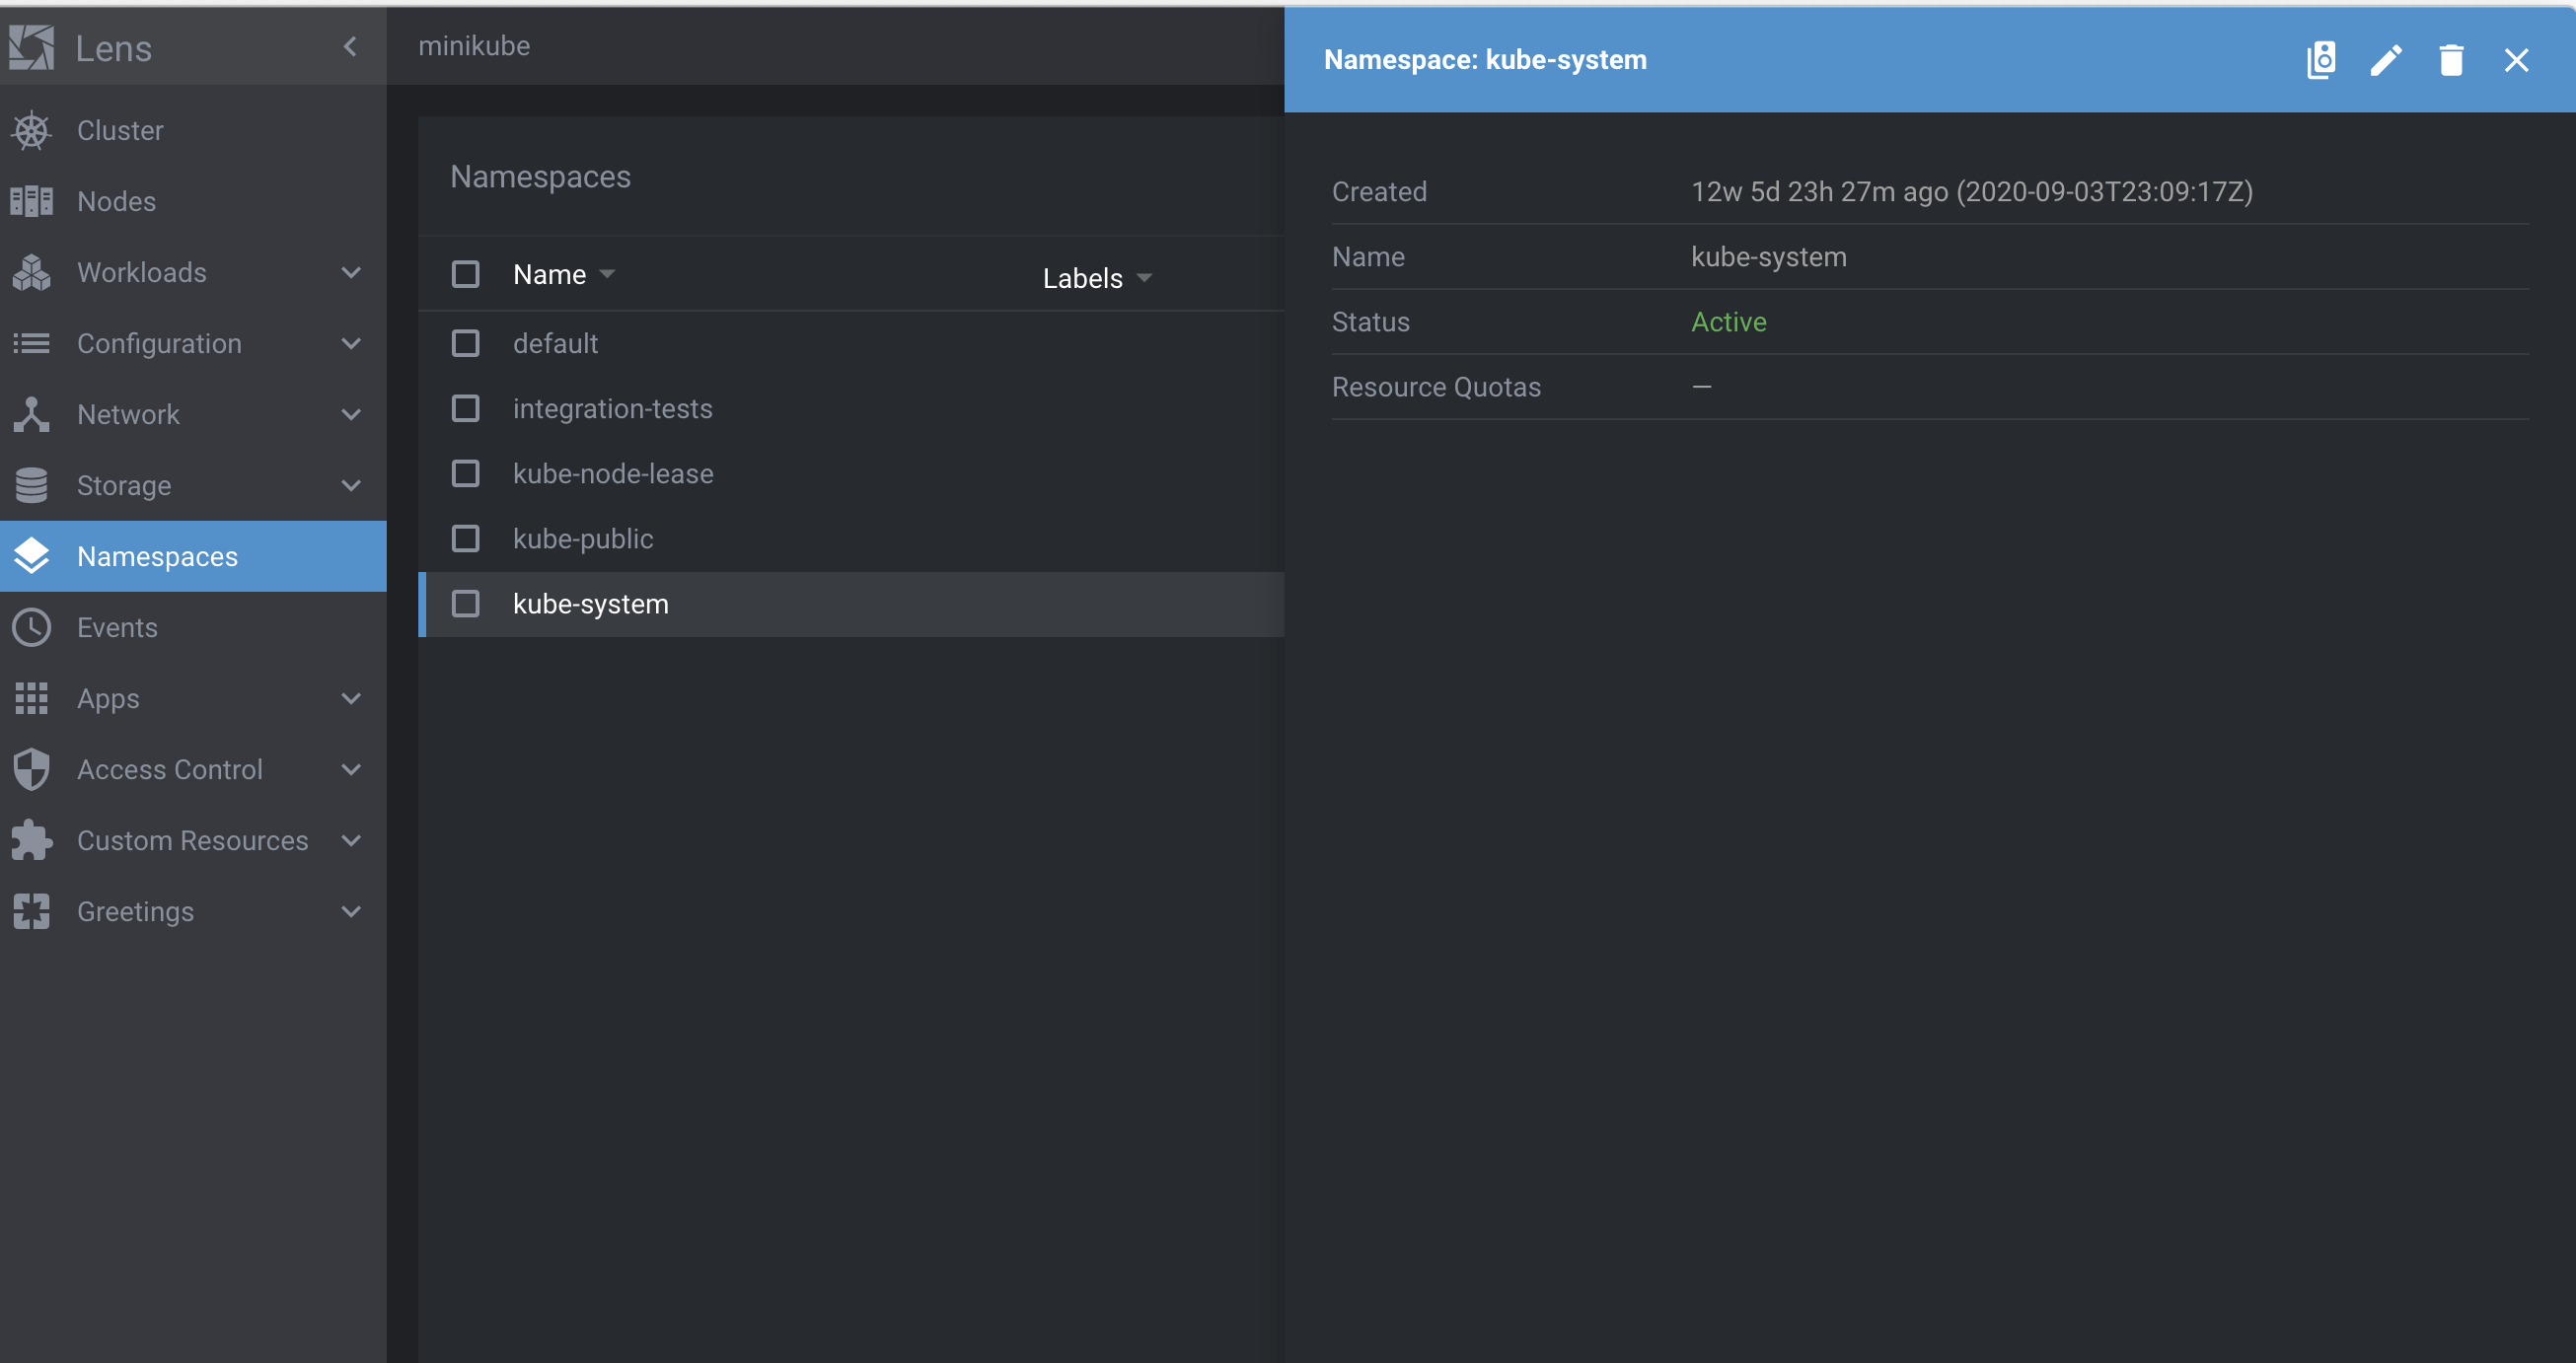 Lens
Cluster
Nodes
Workloads
Configuration
Network
Storage
Namespaces
Events
Apps
Access Control
Custom Resources
Greetings
minikube
Namespaces
Name Labels
default
integration-tests
kube-node-lease
kube-public
kube-system
Namespace: kube-system
Created 12w 5d 23h 27m ago (2020-09-03T23:09:17Z)
Name kube-system
Status Active
Resource Quotas —